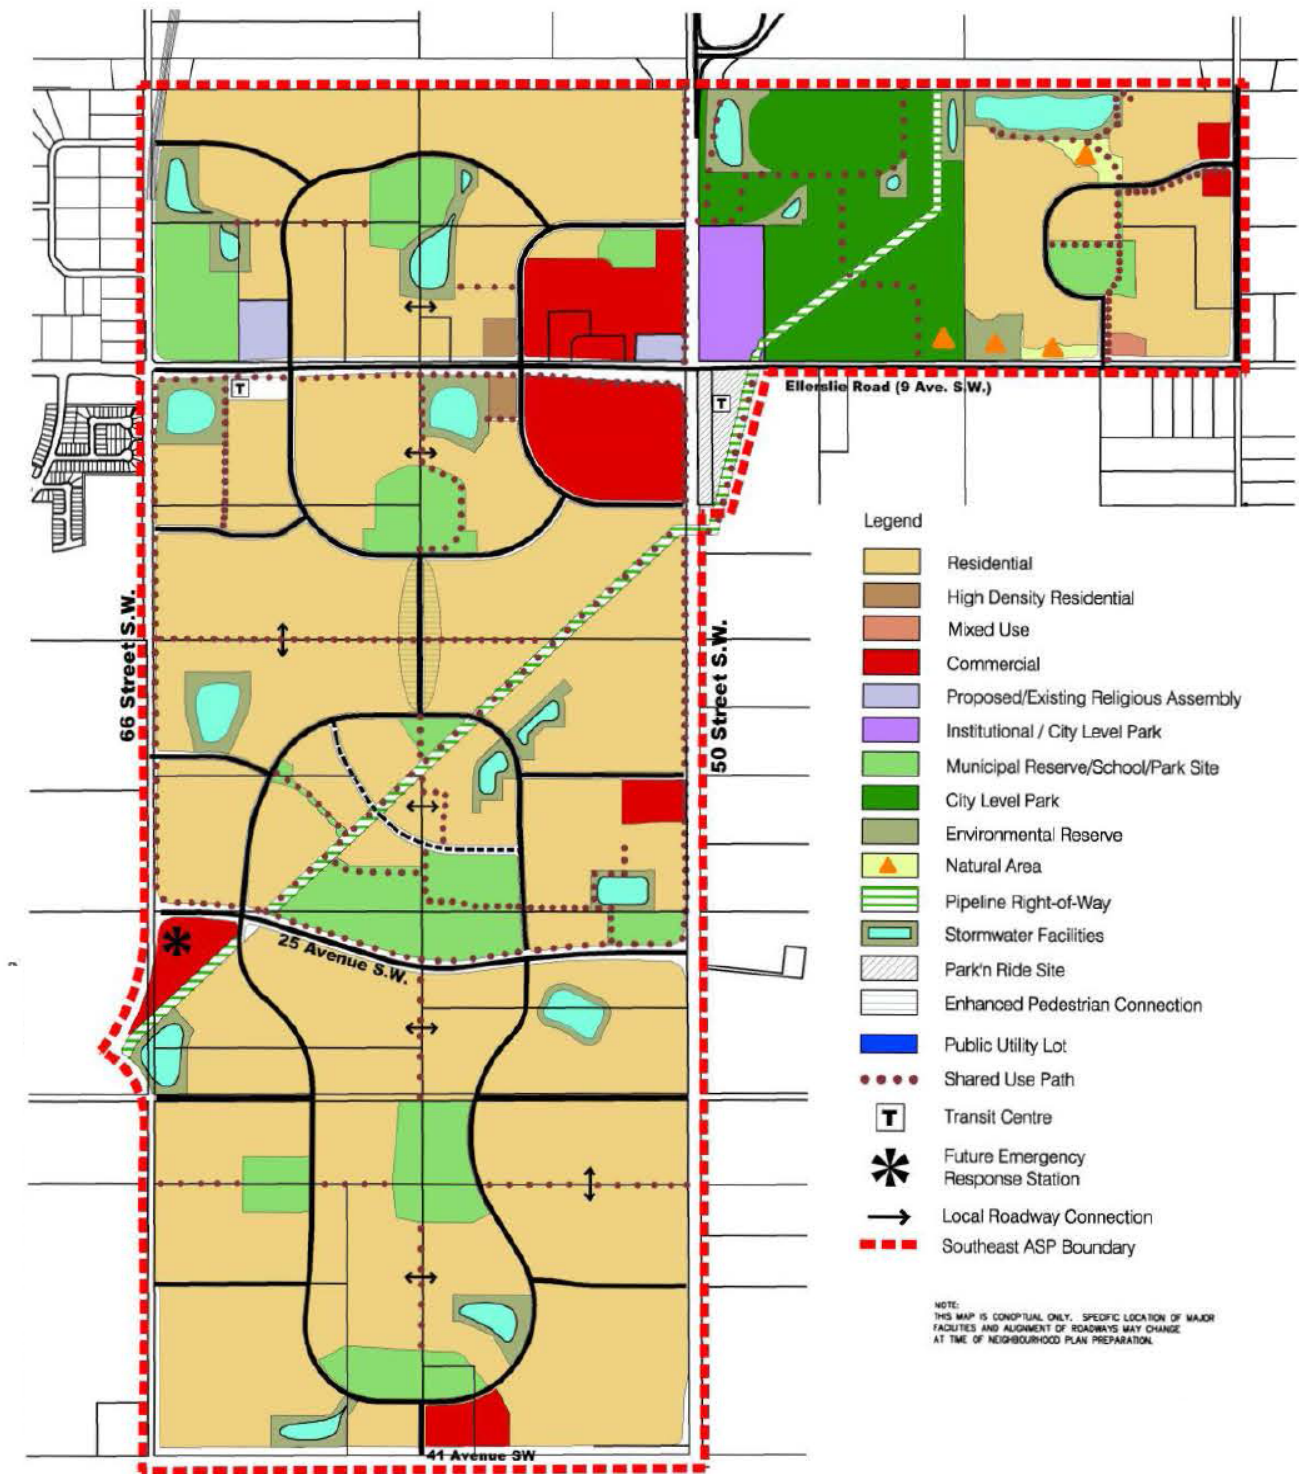 T
T
Ellerslie Road (9 Ave. S.W.)
66 Street S.W.
50 Street S.W.
25 Avenue S.W.
41 Avenue SW
Legend
Residential
High Density Residential
Mixed Use
Commercial
Proposed/Existing Religious Assembly
Institutional / City Level Park
Municipal Reserve/School/Park Site
City Level Park
Environmental Reserve
Natural Area
Pipeline Right-of-Way
Stormwater Facilities
Park'n Ride Site
Enhanced Pedestrian Connection
Public Utility Lot
Shared Use Path
T Transit Centre
Future Emergency
Response Station
Local Roadway Connection
Southeast ASP Boundary
NOTE:
THIS MAP IS CONCPTUAL ONLY. SPECIFIC LOCATION OF MAJOR
FACILITIES AND ALIGNMENT OF ROADWAYS MAY CHANGE
AT TIME OF NEIGHBOURHOOD PLAN PREPARATION.